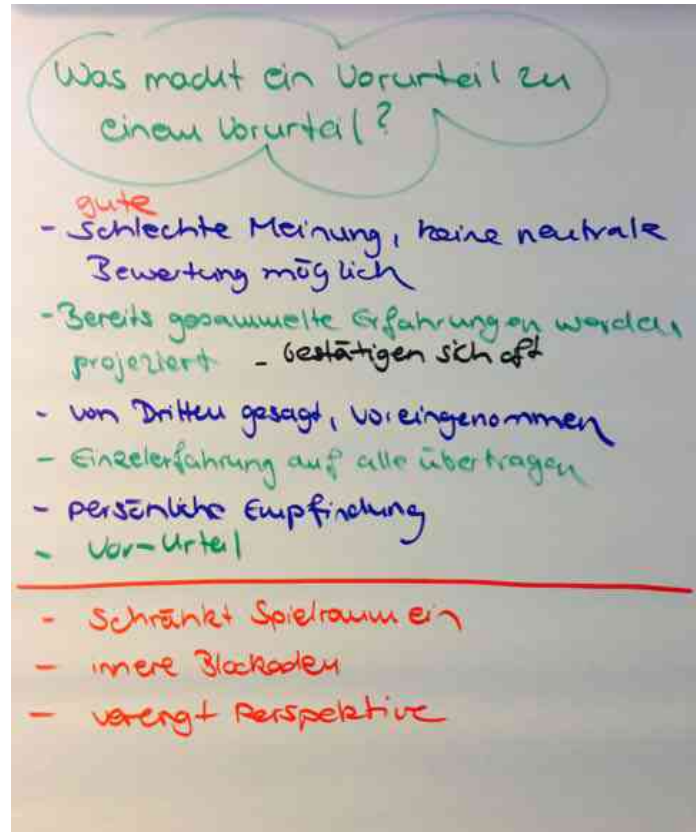 Was macht ein Vorurteil zu
einem Vorurteil?
gute
- Schlechte Meinung, keine neutrale
Bewertung möglich
- Bereits gesammelte Erfahrungen werden
projeziert - bestätigen sich oft
- von Dritten gesagt, voreingenommen
- Einzelerfahrung auf alle übertragen
- persönliche Empfindung
- Vor-Urteil
- Schränkt Spielraum ein
- innere Blockaden
- verengt Perspektive